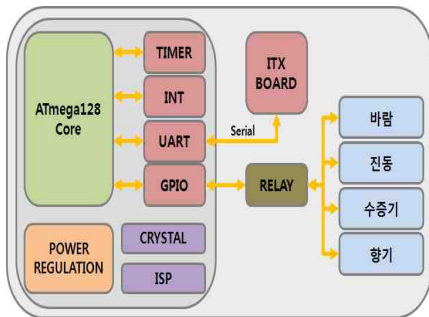 ATmega128
Core
TIMER
INT
UART
GPIO
POWER
REGULATION
CRYSTAL
ISP
ITX
BOARD
Serial
RELAY
바람
진동
수증기
향기